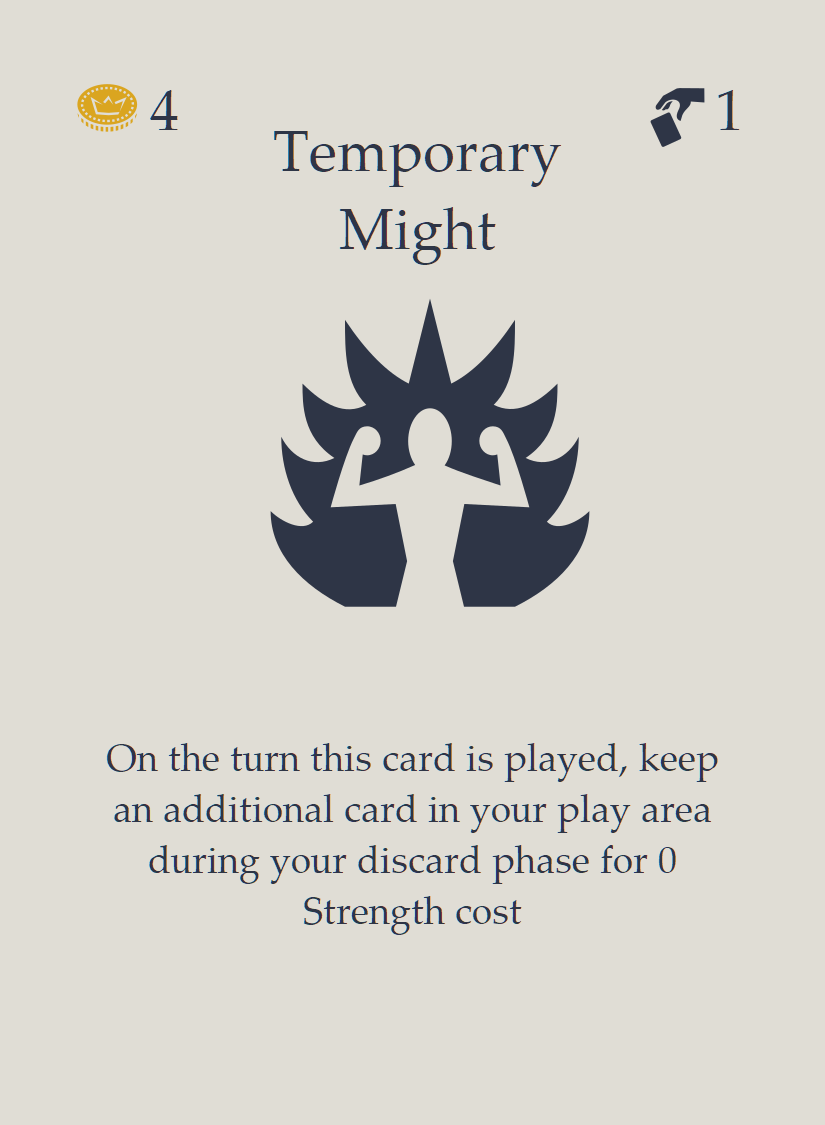 4
1
Temporary
Might
On the turn this card is played, keep
an additional card in your play area
during your discard phase for 0
Strength cost